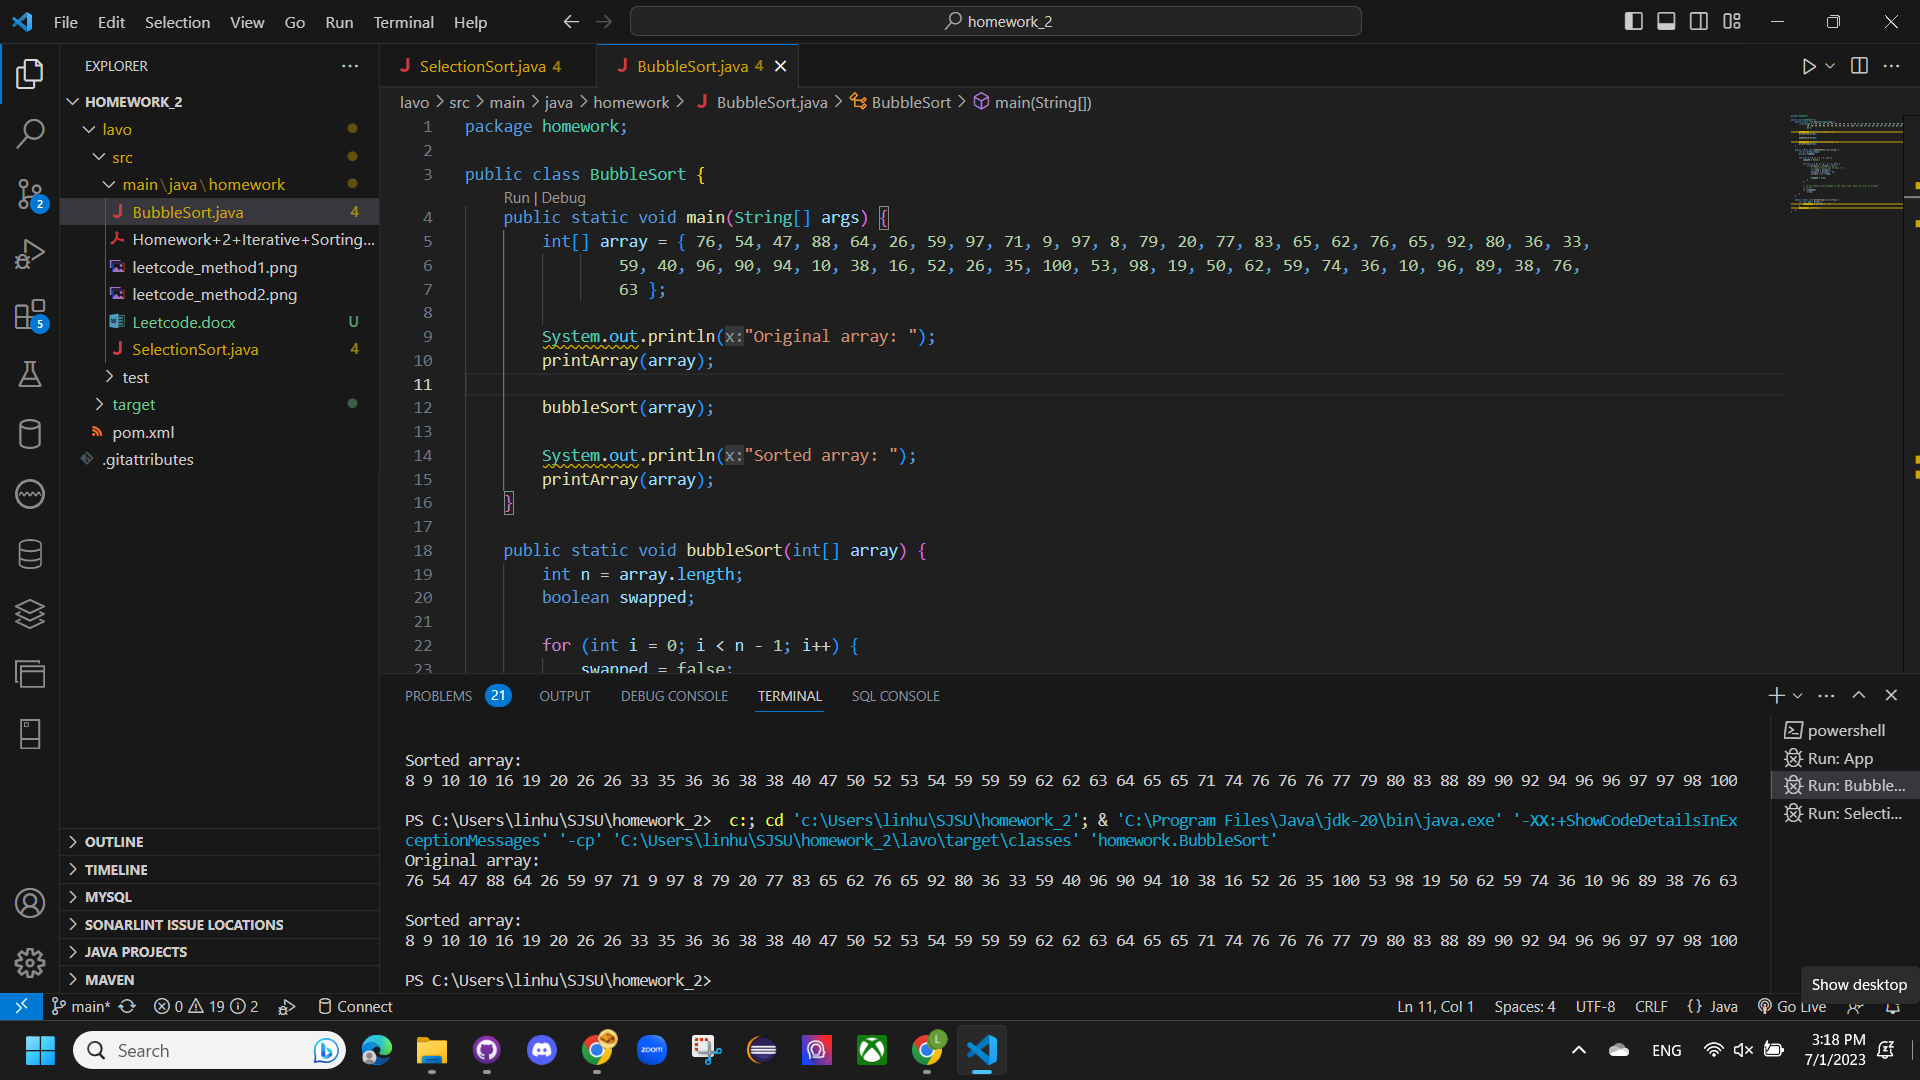 File Edit Selection View Go Run Terminal Help
homework_2
EXPLORER
HOMEWORK_2
lavo
src
main\java\homework
BubbleSort.java 4
Homework+2+Iterative+Sorting...
leetcode_method1.png
leetcode_method2.png
Leetcode.docx U
SelectionSort.java 4
test
target
pom.xml
.gitattributes
2
5
OUTLINE
TIMELINE
MYSQL
SONARLINT ISSUE LOCATIONS
JAVA PROJECTS
MAVEN
SelectionSort.java 4
BubbleSort.java 4
lavo > src > main > java > homework > BubbleSort.java > BubbleSort > main(String[])
1 package homework;
2
3 public class BubbleSort {
Run | Debug
4 public static void main(String[] args) {
5 int[] array = { 76, 54, 47, 88, 64, 26, 59, 97, 71, 9, 97, 8, 79, 20, 77, 83, 65, 62, 76, 65, 92, 80, 36, 33,
6 59, 40, 96, 90, 94, 10, 38, 16, 52, 26, 35, 100, 53, 98, 19, 50, 62, 59, 74, 36, 10, 96, 89, 38, 76,
7 63 };
8
9 System.out.println(x:"Original array: ");
10 printArray(array);
11
12 bubbleSort(array);
13
14 System.out.println(x:"Sorted array: ");
15 printArray(array);
16 }
17
18 public static void bubbleSort(int[] array) {
19 int n = array.length;
20 boolean swapped;
21
22 for (int i = 0; i < n - 1; i++) {
23 swapped = false;
PROBLEMS 21 OUTPUT DEBUG CONSOLE TERMINAL SQL CONSOLE
Sorted array:
8 9 10 10 16 19 20 26 26 33 35 36 36 38 38 40 47 50 52 53 54 59 59 59 62 62 63 64 65 65 71 74 76 76 76 77 79 80 83 88 89 90 92 94 96 96 97 97 98 100
PS C:\Users\linhu\SJSU\homework_2> c:; cd 'c:\Users\linhu\SJSU\homework_2'; & 'C:\Program Files\Java\jdk-20\bin\java.exe' '-XX:+ShowCodeDetailsInEx
ceptionMessages' '-cp' 'C:\Users\linhu\SJSU\homework_2\lavo\target\classes' 'homework.BubbleSort'
Original array:
76 54 47 88 64 26 59 97 71 9 97 8 79 20 77 83 65 62 76 65 92 80 36 33 59 40 96 90 94 10 38 16 52 26 35 100 53 98 19 50 62 59 74 36 10 96 89 38 76 63
Sorted array:
8 9 10 10 16 19 20 26 26 33 35 36 36 38 38 40 47 50 52 53 54 59 59 59 62 62 63 64 65 65 71 74 76 76 76 77 79 80 83 88 89 90 92 94 96 96 97 97 98 100
PS C:\Users\linhu\SJSU\homework_2>
powershell
Run: App
Run: Bubble...
Run: Selecti...
Show desktop
main* 0 19 2 Connect
Ln 11, Col 1 Spaces: 4 UTF-8 CRLF {} Java Go Live
Search
zoom
L
ENG
3:18 PM
7/1/2023